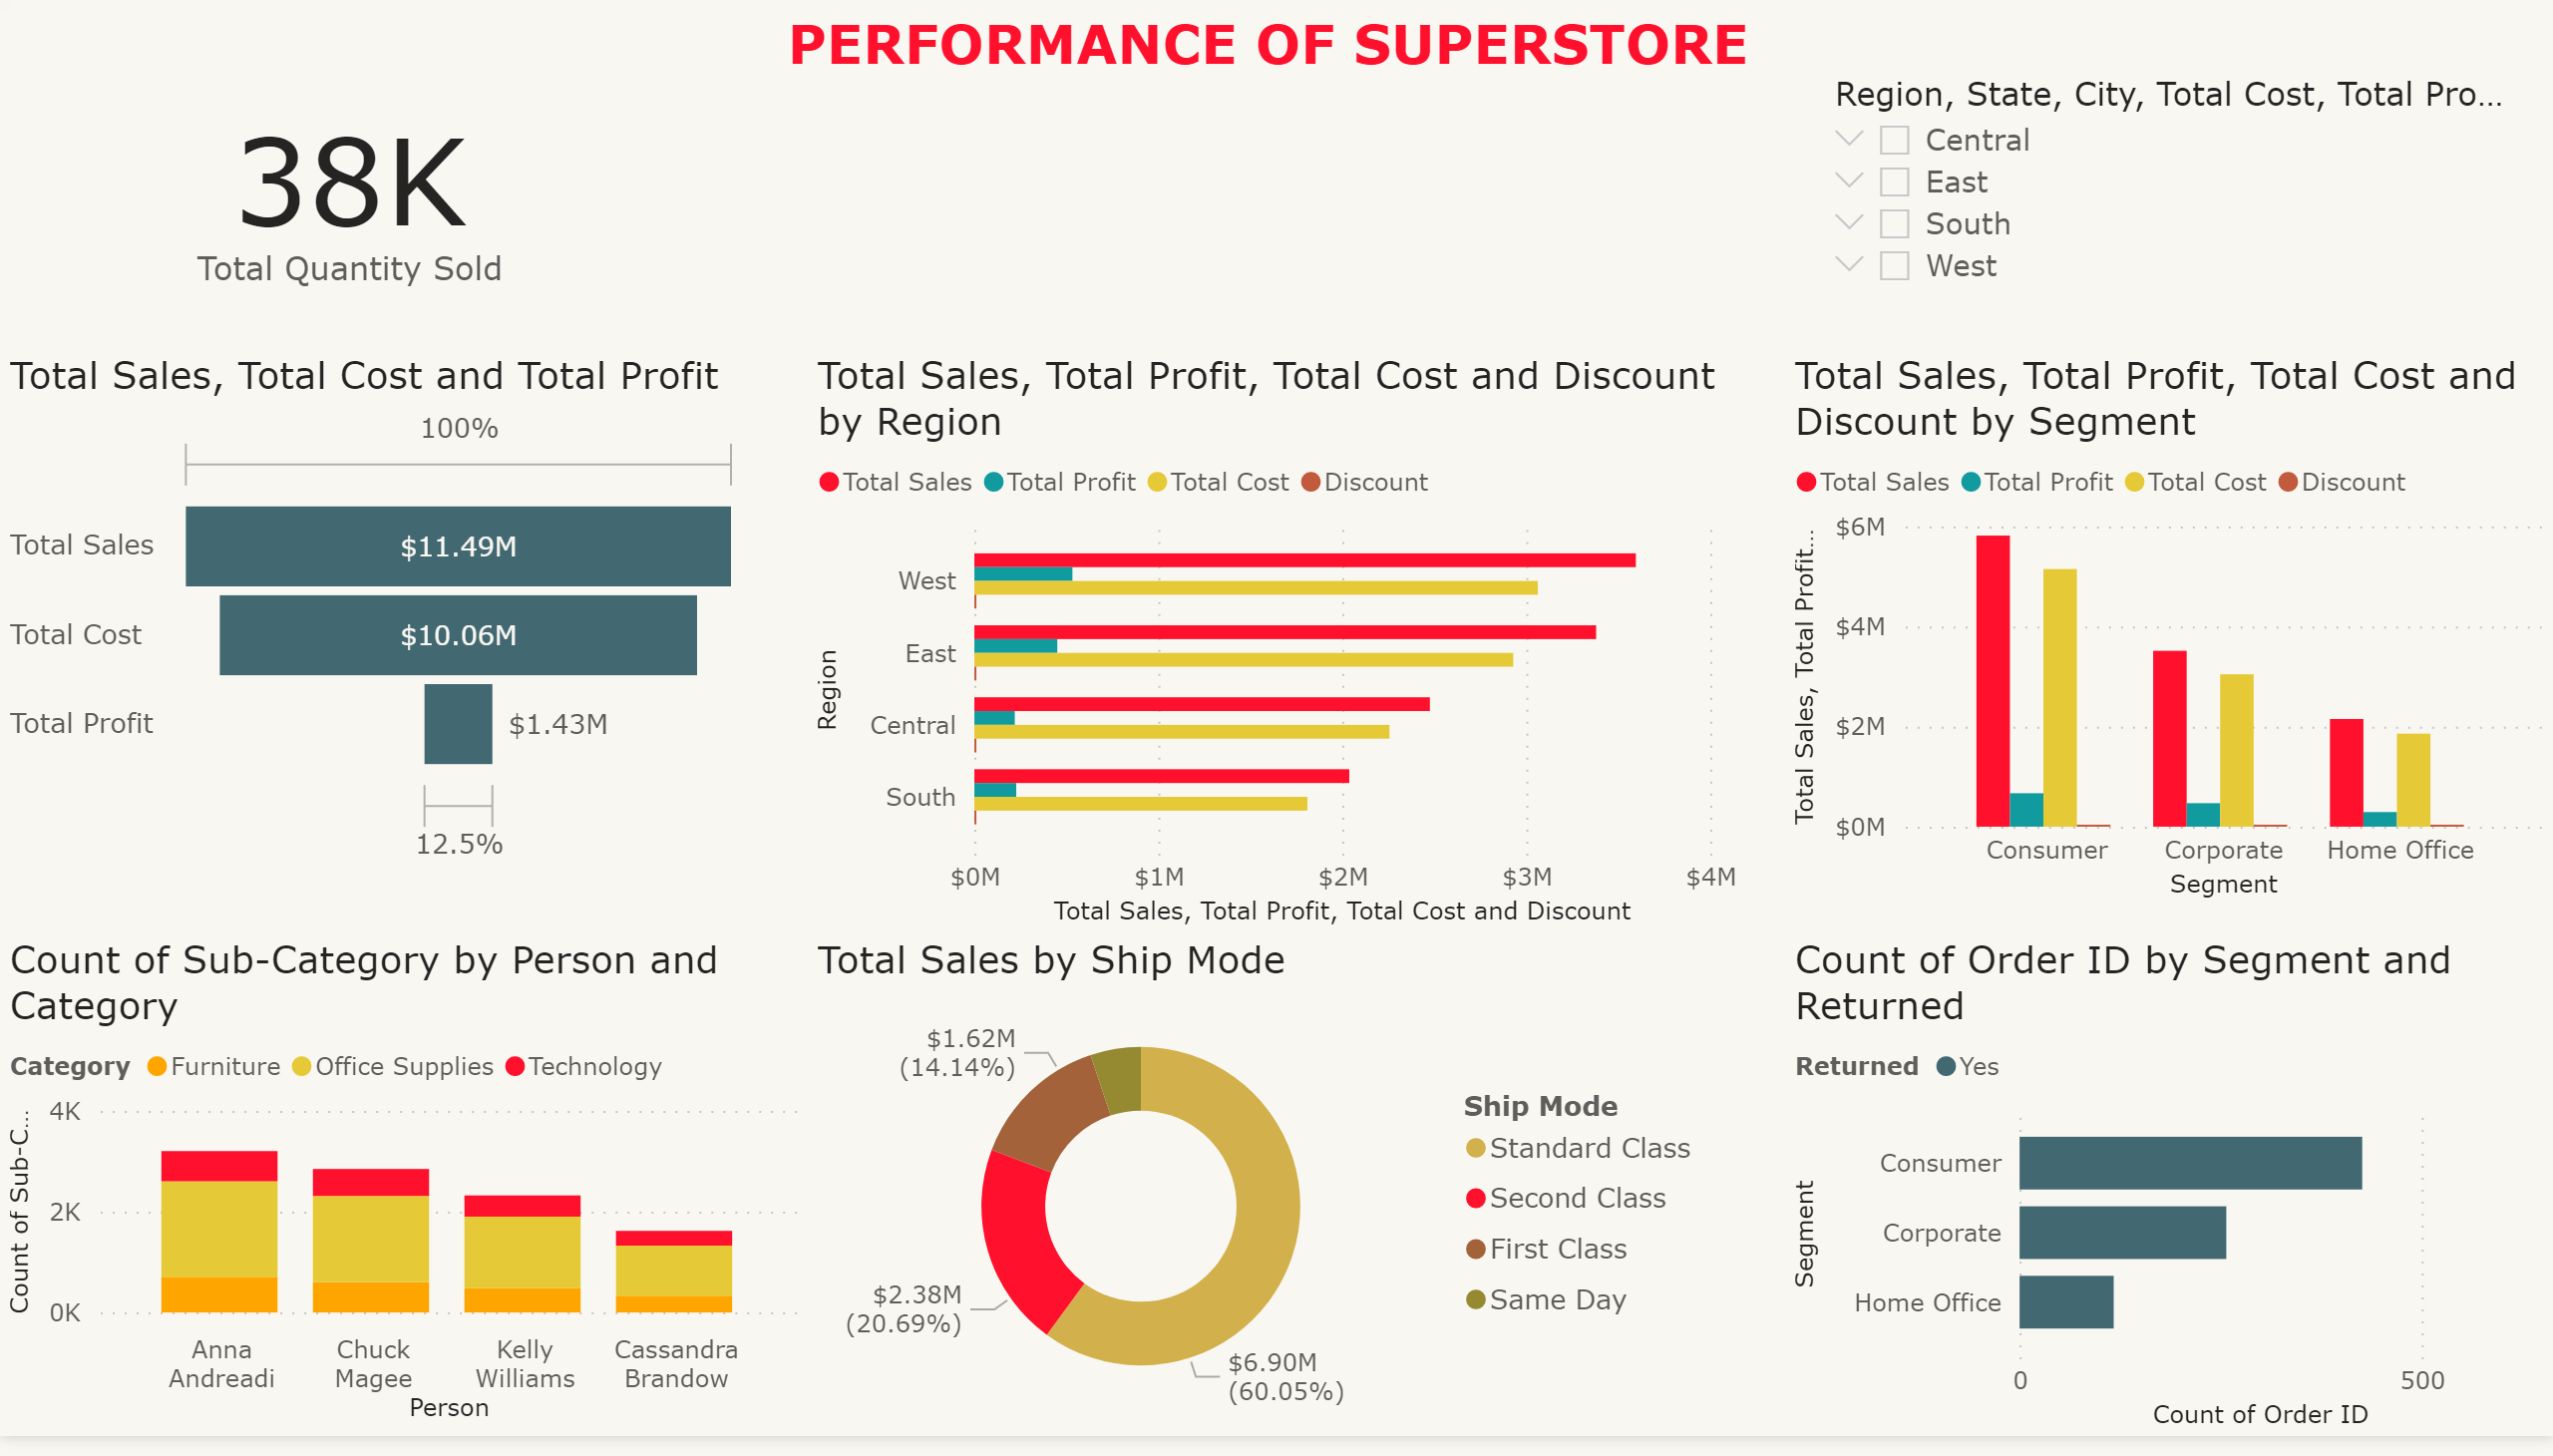 PERFORMANCE OF SUPERSTORE
38K
Total Quantity Sold
Region, State, City, Total Cost, Total Pro...
Central
East
South
West
Total Sales, Total Cost and Total Profit
100%
Total Sales
$11.49M
Total Cost
$10.06M
Total Profit
$1.43M
12.5%
Total Sales, Total Profit, Total Cost and Discount
by Region
Total Sales Total Profit Total Cost Discount
Region
West
East
Central
South
$0M $1M $2M $3M $4M
Total Sales, Total Profit, Total Cost and Discount
Total Sales, Total Profit, Total Cost and
Discount by Segment
Total Sales Total Profit Total Cost Discount
Total Sales, Total Profit...
$6M
$4M
$2M
$0M
Consumer Corporate Home Office
Segment
Count of Sub-Category by Person and
Category
Category Furniture Office Supplies Technology
Count of Sub-C...
4K
2K
0K
Anna
Andreadi
Chuck
Magee
Kelly
Williams
Cassandra
Brandow
Person
Total Sales by Ship Mode
$1.62M
(14.14%)
$2.38M
(20.69%)
$6.90M
(60.05%)
Ship Mode
Standard Class
Second Class
First Class
Same Day
Count of Order ID by Segment and
Returned
Returned Yes
Segment
Consumer
Corporate
Home Office
0 500
Count of Order ID